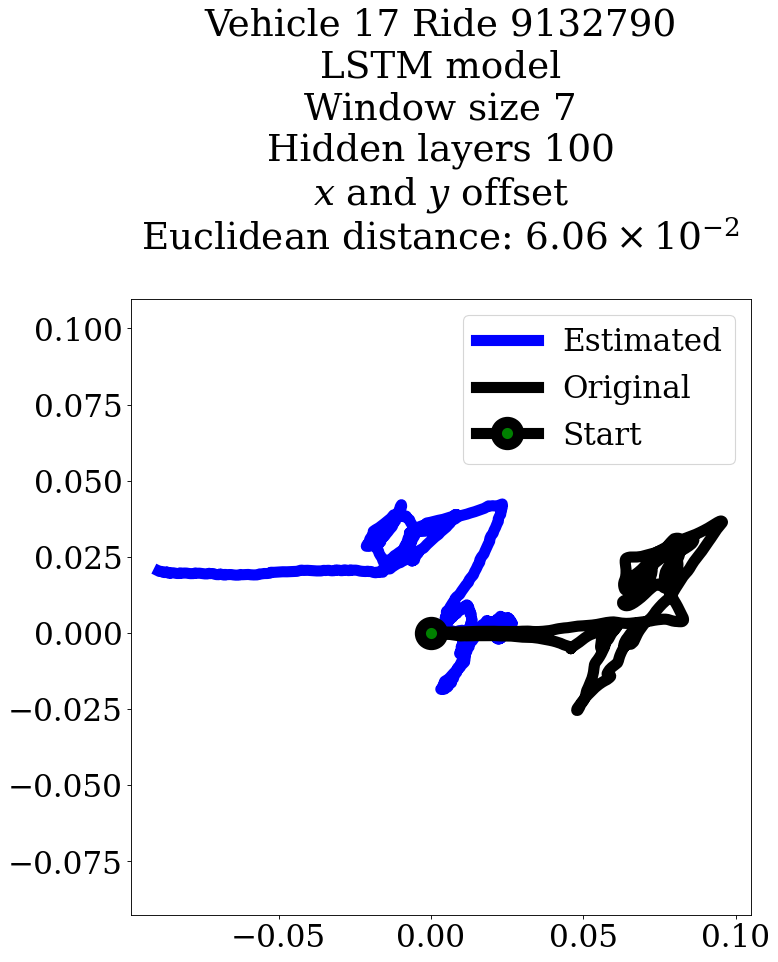 Vehicle 17 Ride 9132790
LSTM model
Window size 7
Hidden layers 100
x and y offset
Euclidean distance: 6.06 × 10⁻²
Estimated
Original
Start
0.100
0.075
0.050
0.025
0.000
−0.025
−0.050
−0.075
−0.05 0.00 0.05 0.10